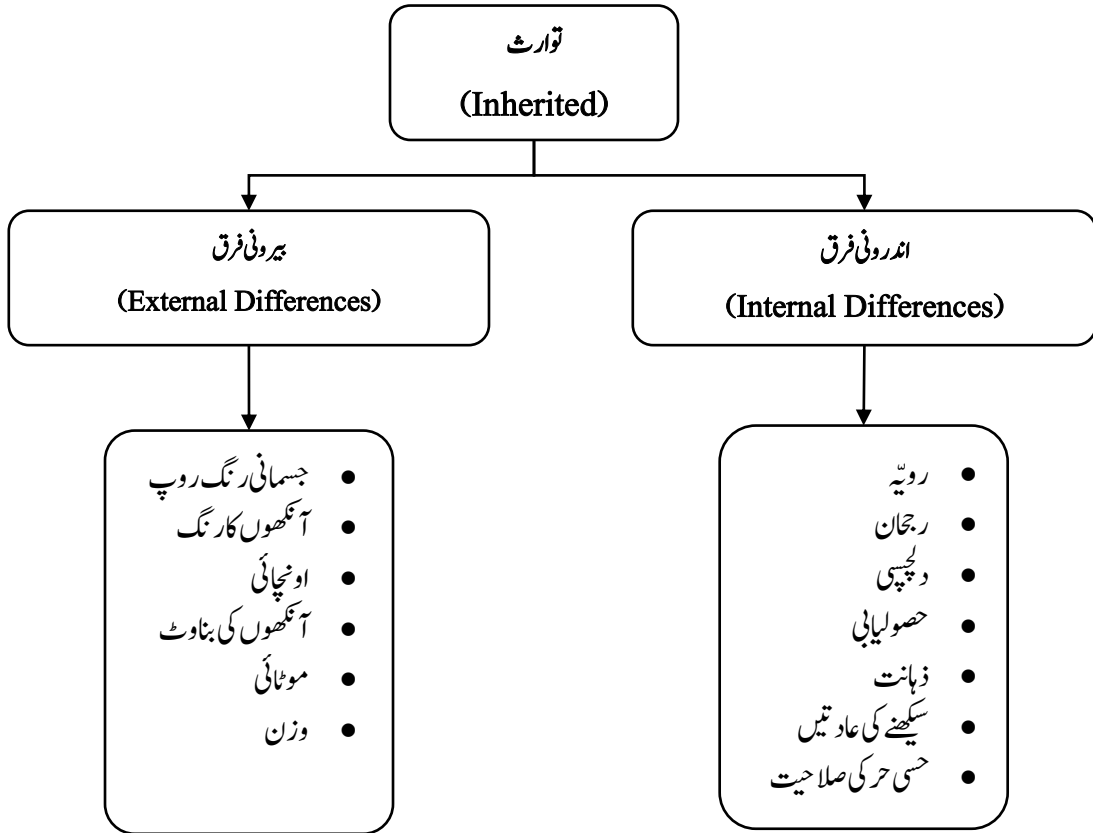 توارث
(Inherited)
اندرونی فرق
(Internal Differences)
بیرونی فرق
(External Differences)
• رویّہ
• رجحان
• دلچسپی
• حصولیابی
• ذہانت
• سیکھنے کی عادتیں
• حسی حرکی صلاحیت
• جسمانی رنگ روپ
• آنکھوں کا رنگ
• اونچائی
• آنکھوں کی بناوٹ
• موٹائی
• وزن